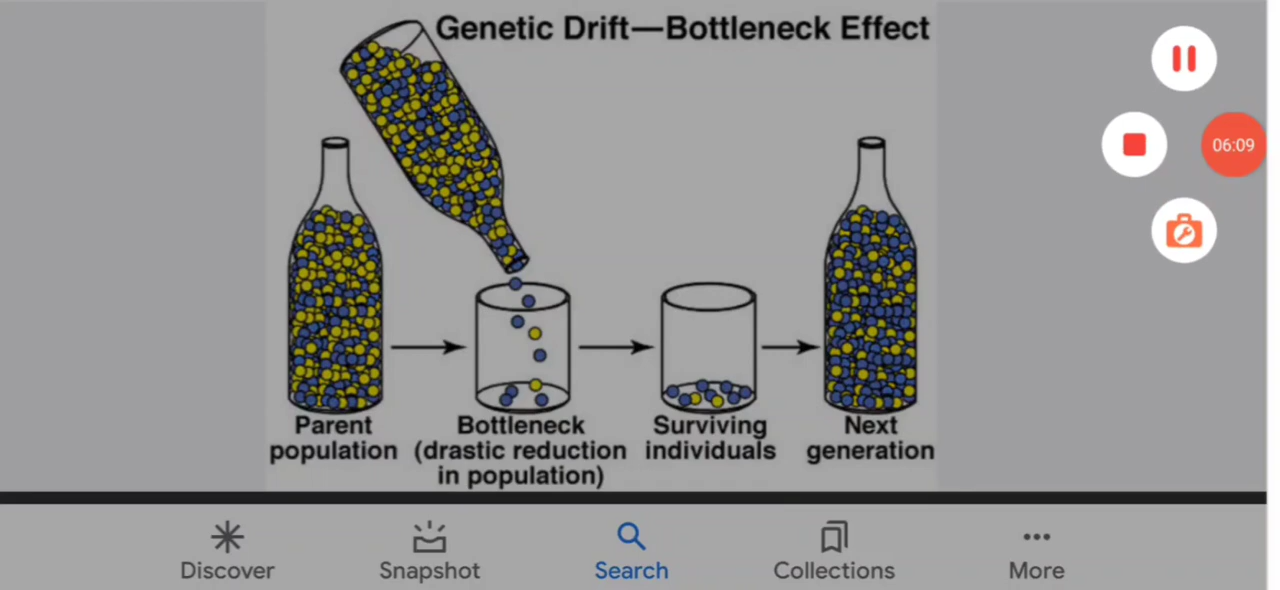 Genetic Drift—Bottleneck Effect
06:09
Parent
population
Bottleneck
(drastic reduction
in population)
Surviving
individuals
Next
generation
Discover
Snapshot
Search
Collections
More